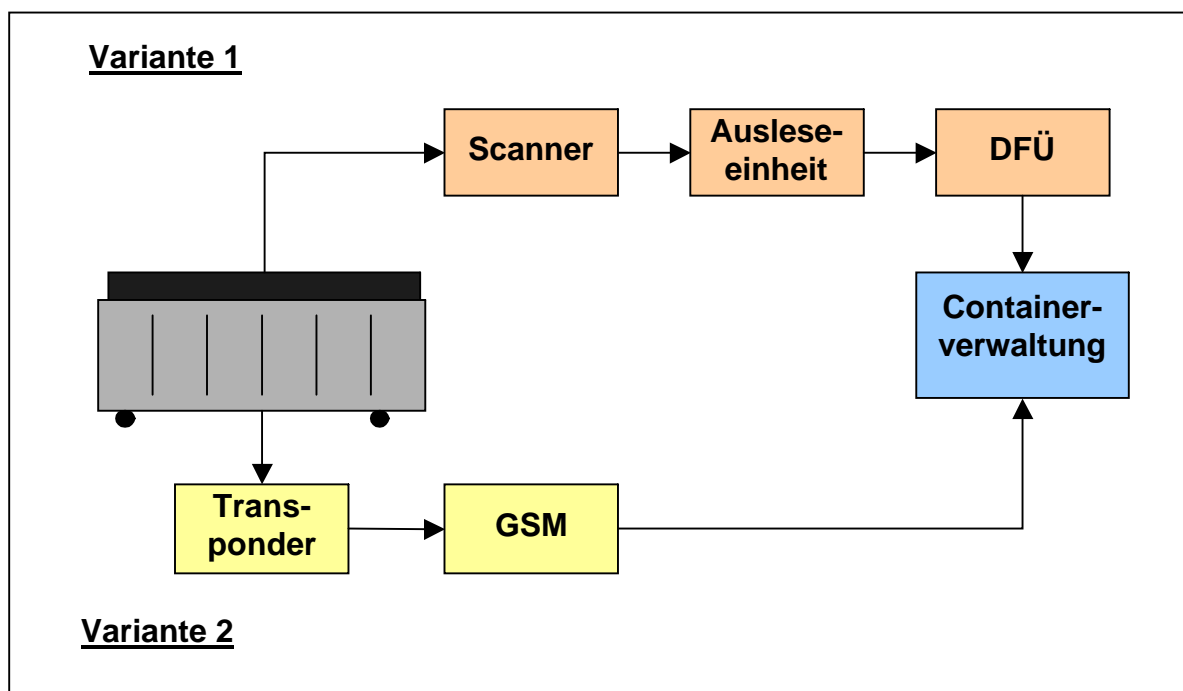 Variante 1
Scanner
Auslese-
einheit
DFÜ
Container-
verwaltung
Trans-
ponder
GSM
Variante 2